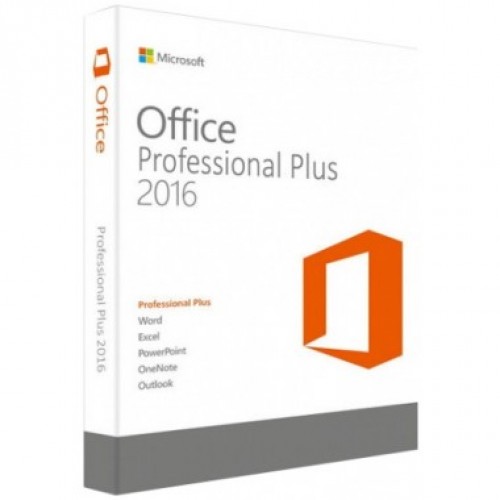 Microsoft
Office
Professional Plus
2016
Professional Plus
Word
Excel
PowerPoint
OneNote
Outlook
Office
Professional Plus 2016